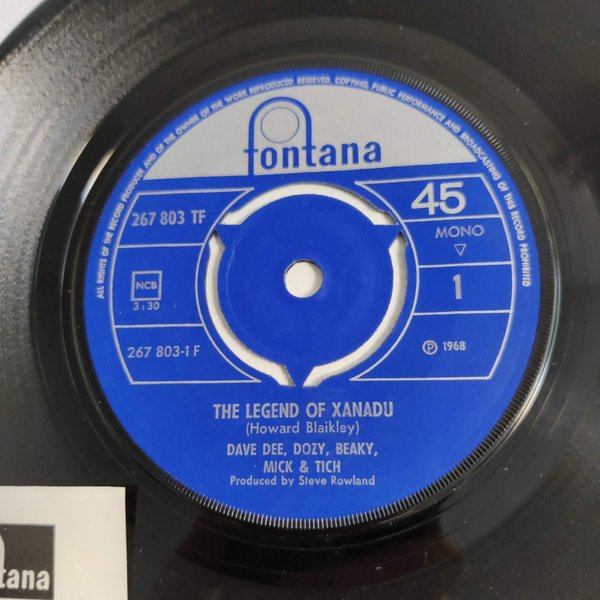 ALL RIGHTS OF THE RECORD PRODUCER AND OF THE OWNER OF THE WORK REPRODUCED RESERVED. COPYING, PUBLIC PERFORMANCE AND BROADCASTING OF THIS RECORD PROHIBITED
fontana
267 803 TF
45
MONO
NCB
3:30
1
267 803-1 F
℗ 1968
THE LEGEND OF XANADU
(Howard Blaikley)
DAVE DEE, DOZY, BEAKY,
MICK & TICH
Produced by Steve Rowland
ntana